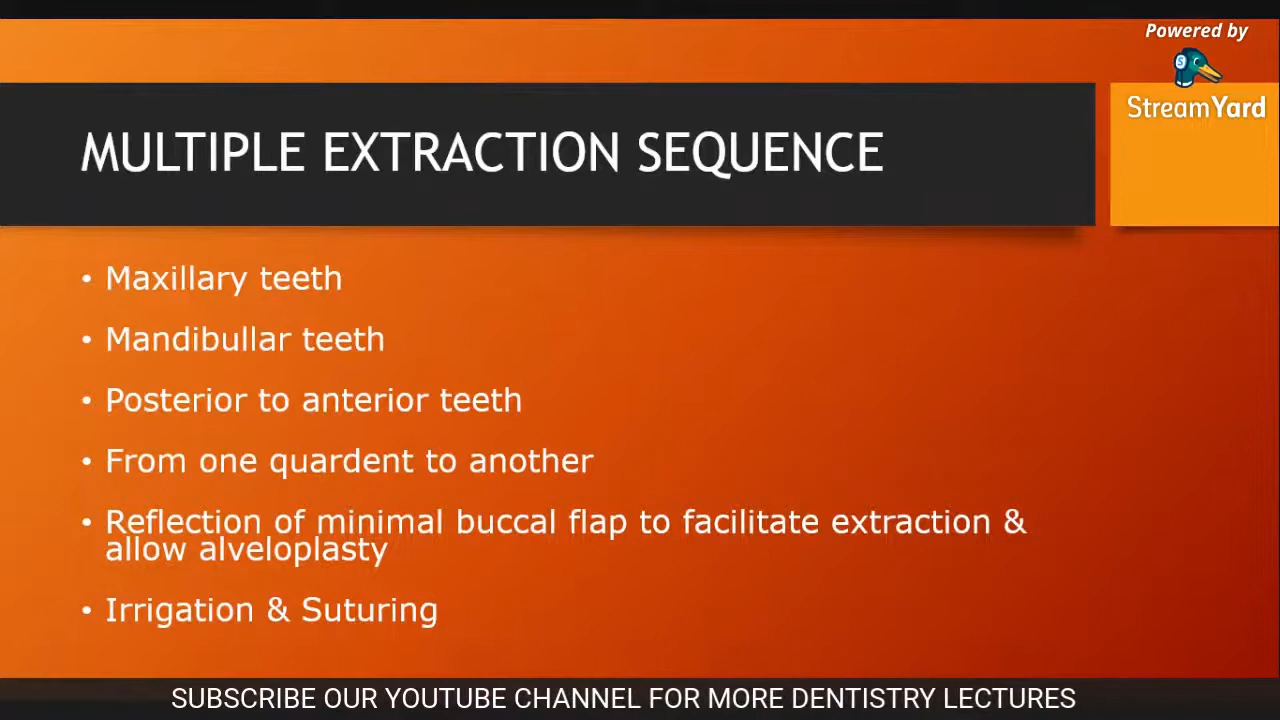 Powered by
StreamYard
MULTIPLE EXTRACTION SEQUENCE
• Maxillary teeth
• Mandibullar teeth
• Posterior to anterior teeth
• From one quardent to another
• Reflection of minimal buccal flap to facilitate extraction &
allow alveloplasty
• Irrigation & Suturing
SUBSCRIBE OUR YOUTUBE CHANNEL FOR MORE DENTISTRY LECTURES